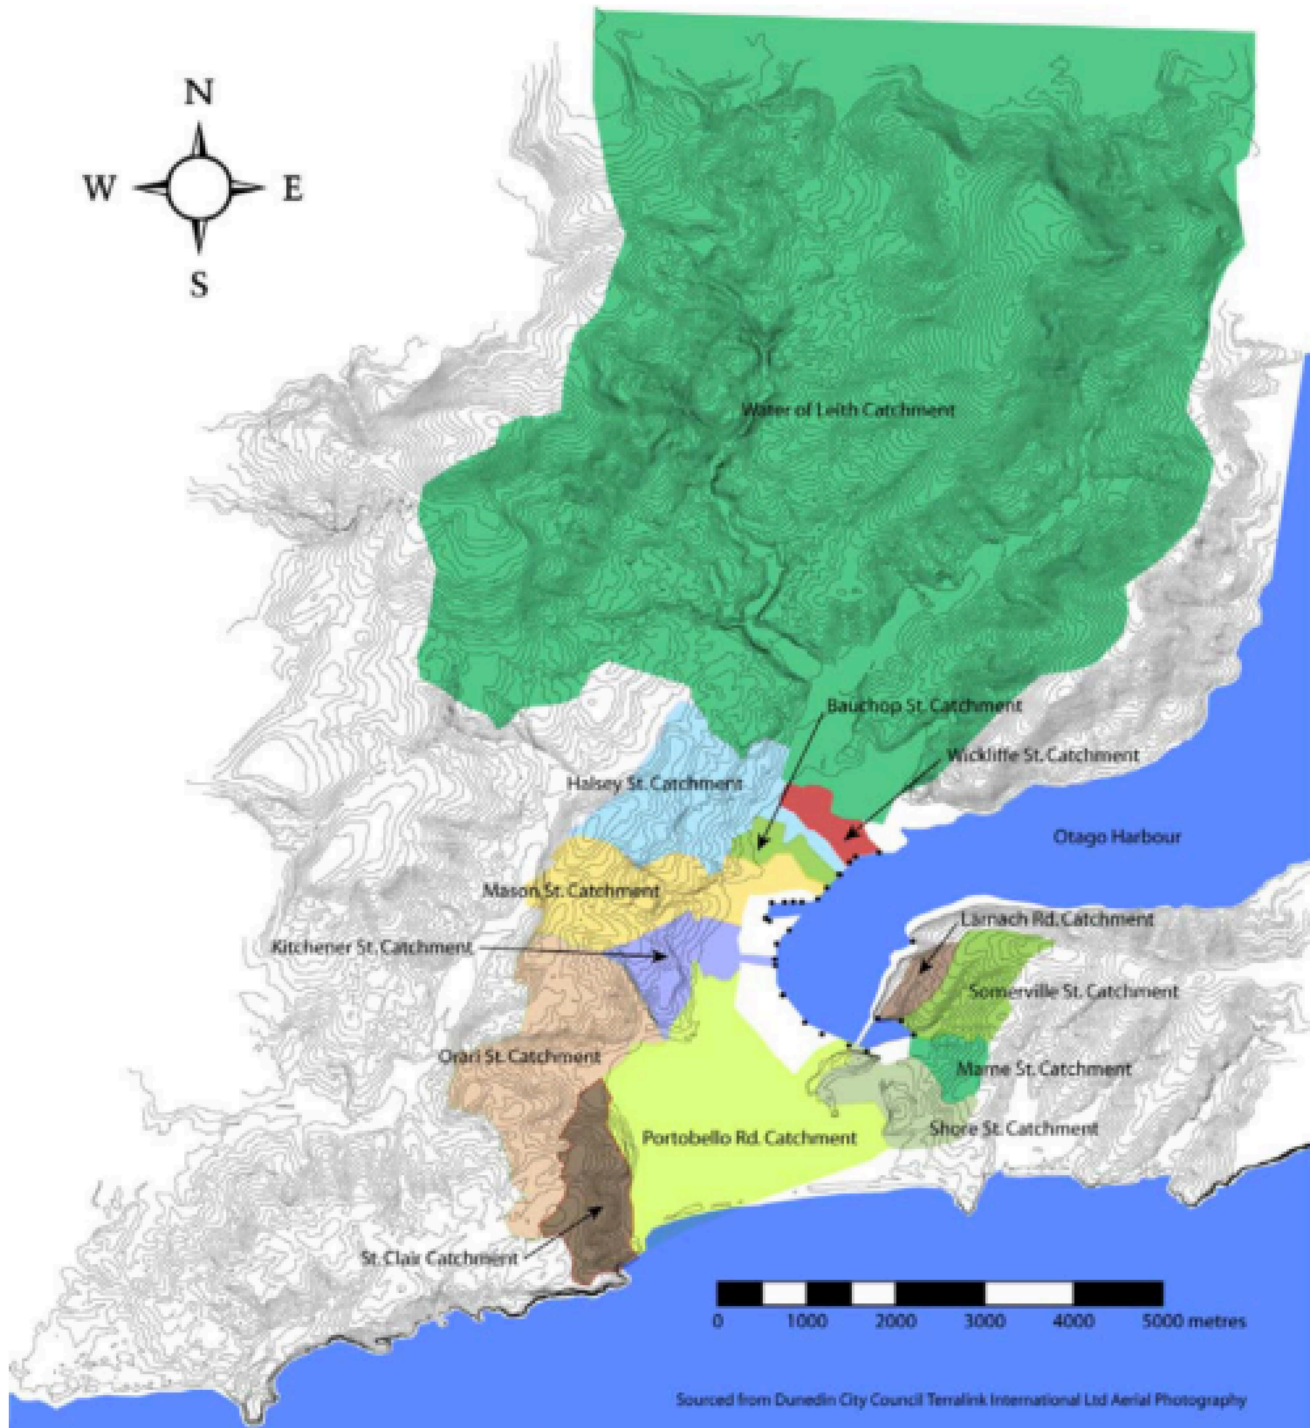 N
W E
S
Water of Leith Catchment
Bauchop St. Catchment
Wickliffe St. Catchment
Halsey St. Catchment
Otago Harbour
Mason St. Catchment
Larnach Rd. Catchment
Kitchener St. Catchment
Somerville St. Catchment
Orari St. Catchment
Marne St. Catchment
Shore St. Catchment
Portobello Rd. Catchment
St. Clair Catchment
0 1000 2000 3000 4000 5000 metres
Sourced from Dunedin City Council Terralink International Ltd Aerial Photography